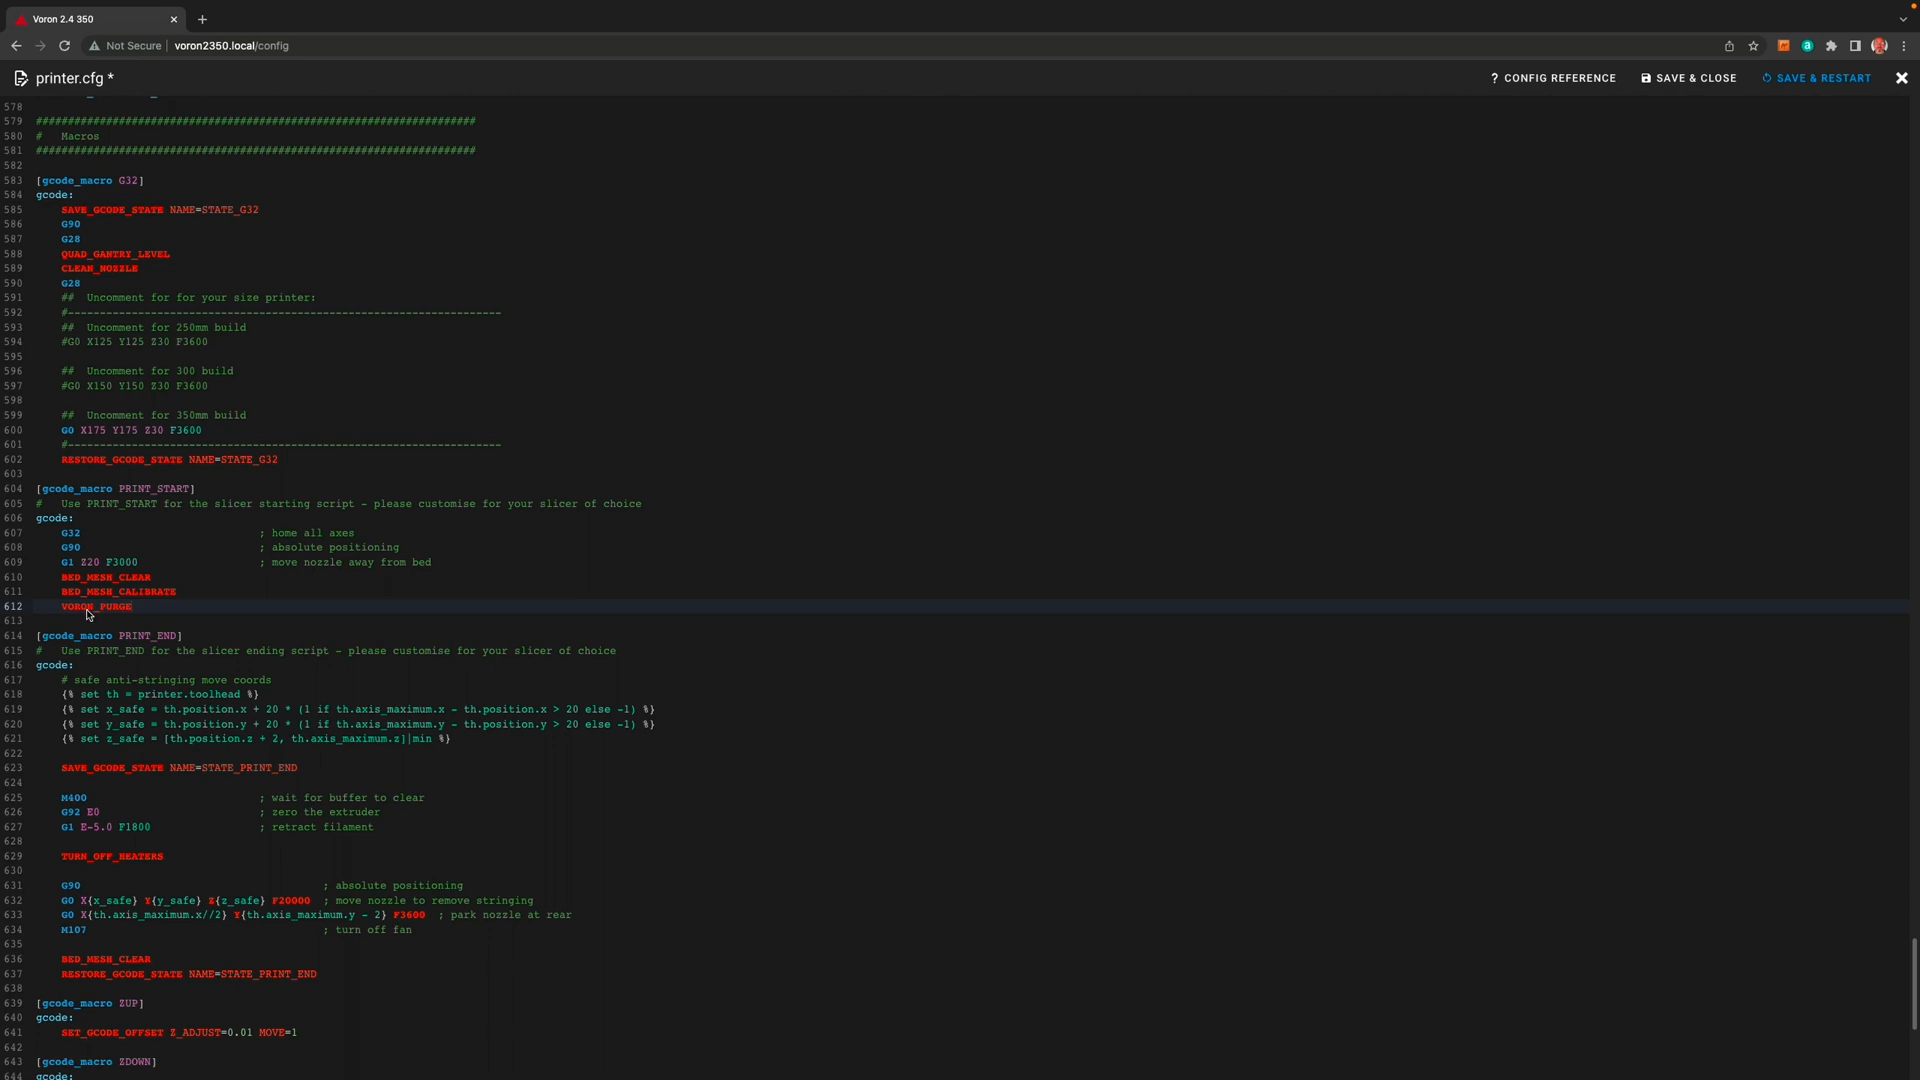 Voron 2.4 350
Not Secure | voron2350.local/config
printer.cfg *
? CONFIG REFERENCE
SAVE & CLOSE
SAVE & RESTART
578
579 #####################################################################
580 #   Macros
581 #####################################################################
582
583 [gcode_macro G32]
584 gcode:
585     SAVE_GCODE_STATE NAME=STATE_G32
586     G90
587     G28
588     QUAD_GANTRY_LEVEL
589     CLEAN_NOZZLE
590     G28
591     ##  Uncomment for for your size printer:
592     #--------------------------------------------------------------------
593     ##  Uncomment for 250mm build
594     #G0 X125 Y125 Z30 F3600
595
596     ##  Uncomment for 300 build
597     #G0 X150 Y150 Z30 F3600
598
599     ##  Uncomment for 350mm build
600     G0 X175 Y175 Z30 F3600
601     #--------------------------------------------------------------------
602     RESTORE_GCODE_STATE NAME=STATE_G32
603
604 [gcode_macro PRINT_START]
605 #   Use PRINT_START for the slicer starting script - please customise for your slicer of choice
606 gcode:
607     G32                            ; home all axes
608     G90                            ; absolute positioning
609     G1 Z20 F3000                   ; move nozzle away from bed
610     BED_MESH_CLEAR
611     BED_MESH_CALIBRATE
612     VORON_PURGE
613
614 [gcode_macro PRINT_END]
615 #   Use PRINT_END for the slicer ending script - please customise for your slicer of choice
616 gcode:
617     # safe anti-stringing move coords
618     {% set th = printer.toolhead %}
619     {% set x_safe = th.position.x + 20 * (1 if th.axis_maximum.x - th.position.x > 20 else -1) %}
620     {% set y_safe = th.position.y + 20 * (1 if th.axis_maximum.y - th.position.y > 20 else -1) %}
621     {% set z_safe = [th.position.z + 2, th.axis_maximum.z]|min %}
622
623     SAVE_GCODE_STATE NAME=STATE_PRINT_END
624
625     M400                           ; wait for buffer to clear
626     G92 E0                         ; zero the extruder
627     G1 E-5.0 F1800                 ; retract filament
628
629     TURN_OFF_HEATERS
630
631     G90                                      ; absolute positioning
632     G0 X{x_safe} Y{y_safe} Z{z_safe} F20000  ; move nozzle to remove stringing
633     G0 X{th.axis_maximum.x//2} Y{th.axis_maximum.y - 2} F3600  ; park nozzle at rear
634     M107                                     ; turn off fan
635
636     BED_MESH_CLEAR
637     RESTORE_GCODE_STATE NAME=STATE_PRINT_END
638
639 [gcode_macro ZUP]
640 gcode:
641     SET_GCODE_OFFSET Z_ADJUST=0.01 MOVE=1
642
643 [gcode_macro ZDOWN]
644 gcode: